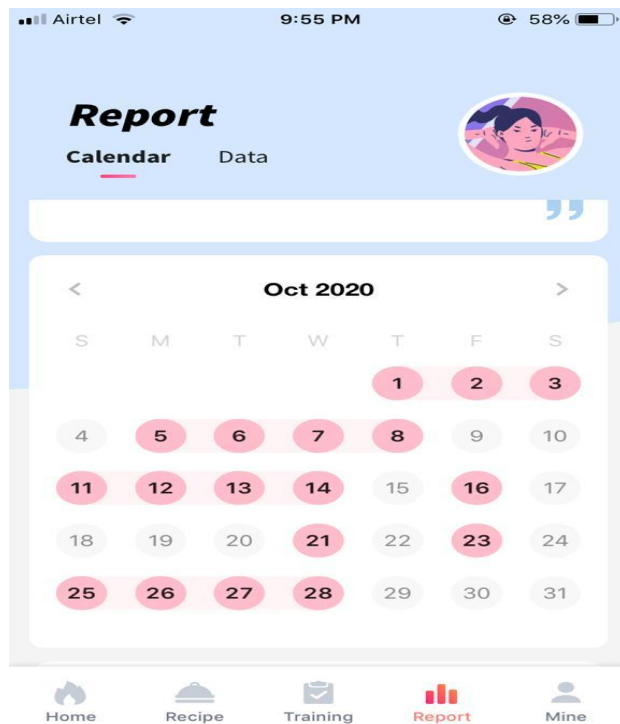 Airtel 9:55 PM 58%
Report
Calendar Data
”
< Oct 2020 >
S M T W T F S
1 2 3
4 5 6 7 8 9 10
11 12 13 14 15 16 17
18 19 20 21 22 23 24
25 26 27 28 29 30 31
Home Recipe Training Report Mine